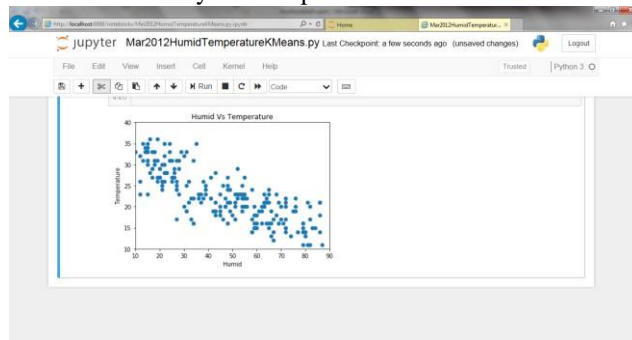 Home
Mar2012HumidTemperatur...
jupyter Mar2012HumidTemperatureKMeans.py Last Checkpoint: a few seconds ago (unsaved changes)
Logout
File Edit View Insert Cell Kernel Help
Trusted
Python 3
Run
Code
Humid Vs Temperature
40
35
30
25
20
15
10
Temperature
10 20 30 40 50 60 70 80 90
Humid